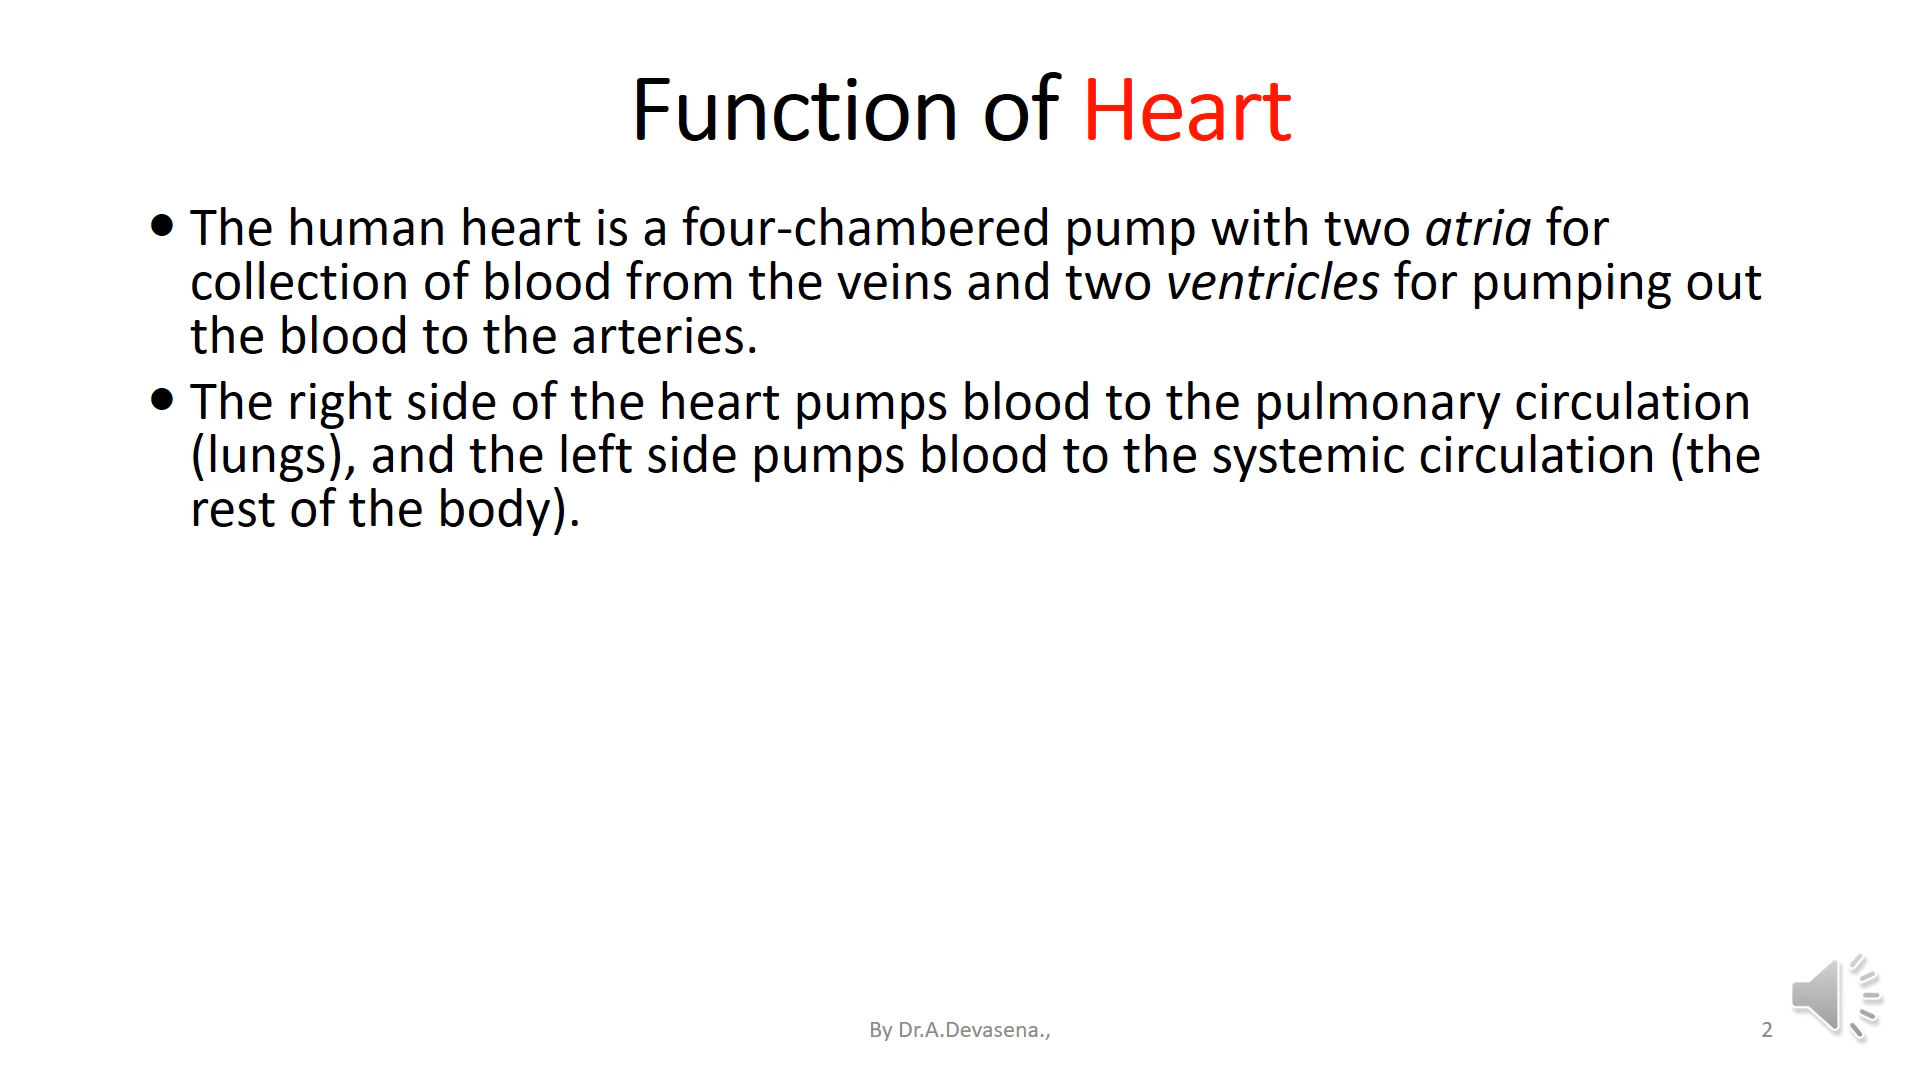 Function of Heart
• The human heart is a four-chambered pump with two atria for
collection of blood from the veins and two ventricles for pumping out
the blood to the arteries.
• The right side of the heart pumps blood to the pulmonary circulation
(lungs), and the left side pumps blood to the systemic circulation (the
rest of the body).
By Dr.A.Devasena.,
2